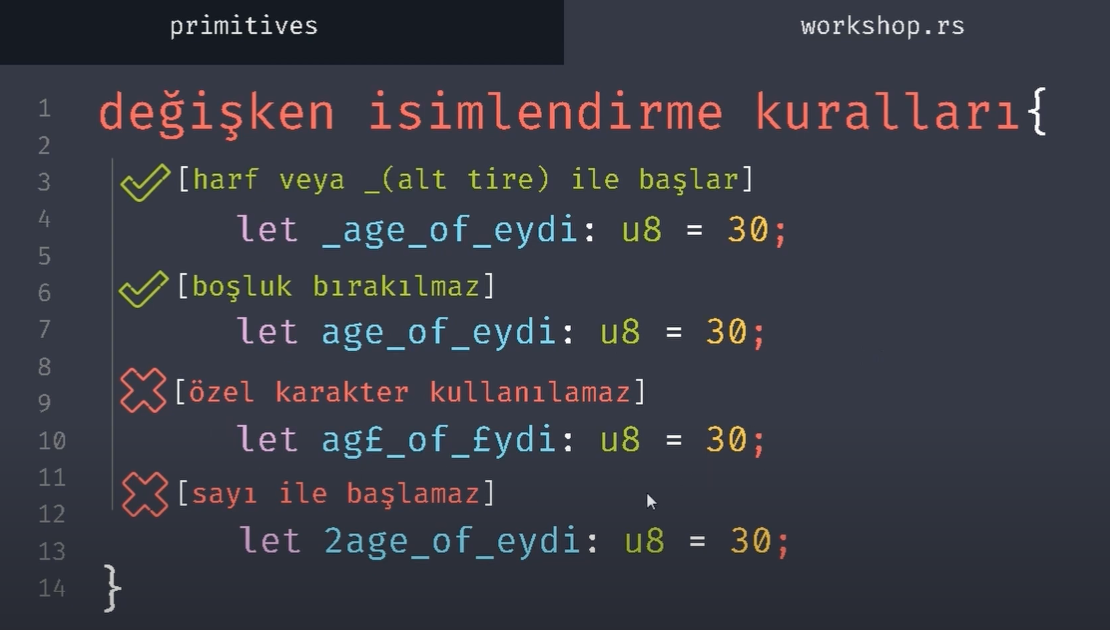 primitives
workshop.rs
1 değişken isimlendirme kuralları{
2
3 [harf veya _(alt tire) ile başlar]
4 let _age_of_eydi: u8 = 30;
5
6 [boşluk bırakılmaz]
7 let age_of_eydi: u8 = 30;
8
9 [özel karakter kullanılamaz]
10 let ag£_of_£ydi: u8 = 30;
11
12 [sayı ile başlamaz]
13 let 2age_of_eydi: u8 = 30;
14 }